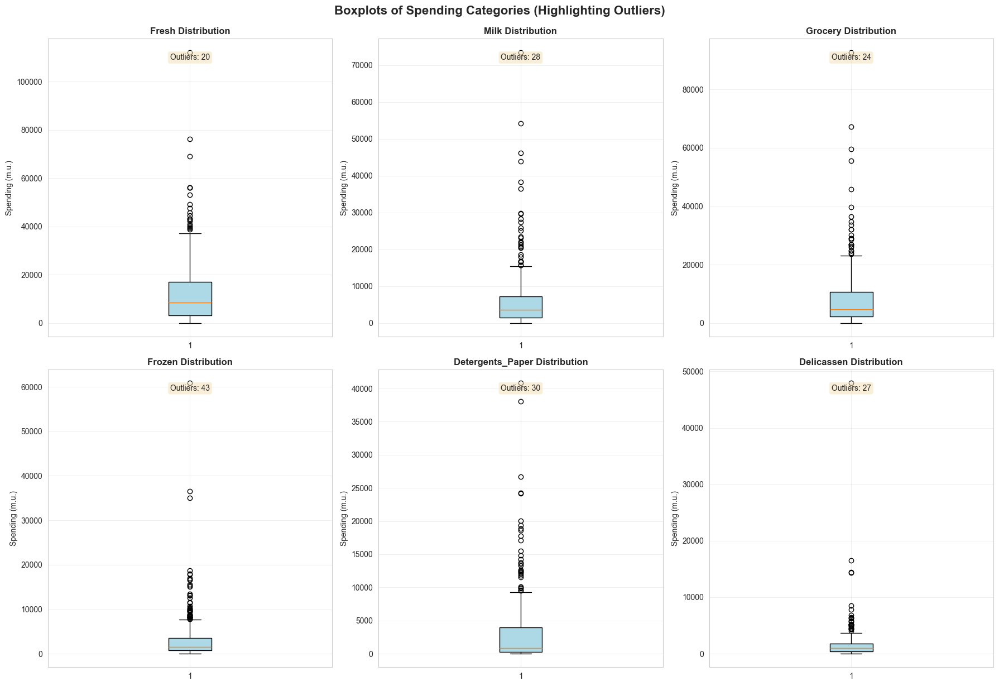 Boxplots of Spending Categories (Highlighting Outliers)
Fresh Distribution
Outliers: 20
100000
80000
60000
40000
20000
0
Spending (m.u.)
1
Milk Distribution
Outliers: 28
70000
60000
50000
40000
30000
20000
10000
0
Spending (m.u.)
1
Grocery Distribution
Outliers: 24
80000
60000
40000
20000
0
Spending (m.u.)
1
Frozen Distribution
Outliers: 43
60000
50000
40000
30000
20000
10000
0
Spending (m.u.)
1
Detergents_Paper Distribution
Outliers: 30
40000
35000
30000
25000
20000
15000
10000
5000
0
Spending (m.u.)
1
Delicassen Distribution
Outliers: 27
50000
40000
30000
20000
10000
0
Spending (m.u.)
1